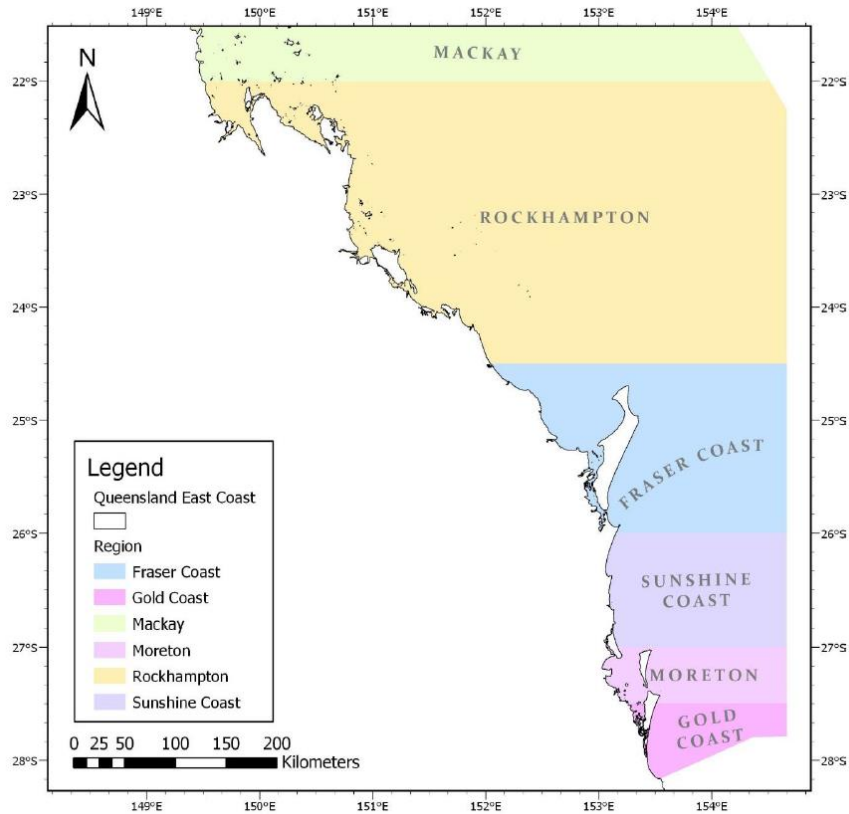 149°E 150°E 151°E 152°E 153°E 154°E
N
MACKAY
22°S 22°S
23°S 23°S
ROCKHAMPTON
24°S 24°S
25°S 25°S
FRASER COAST
26°S 26°S
SUNSHINE
COAST
27°S 27°S
MORETON
GOLD
COAST
28°S 28°S
Legend
Queensland East Coast
Region
Fraser Coast
Gold Coast
Mackay
Moreton
Rockhampton
Sunshine Coast
0 25 50 100 150 200
Kilometers
149°E 150°E 151°E 152°E 153°E 154°E